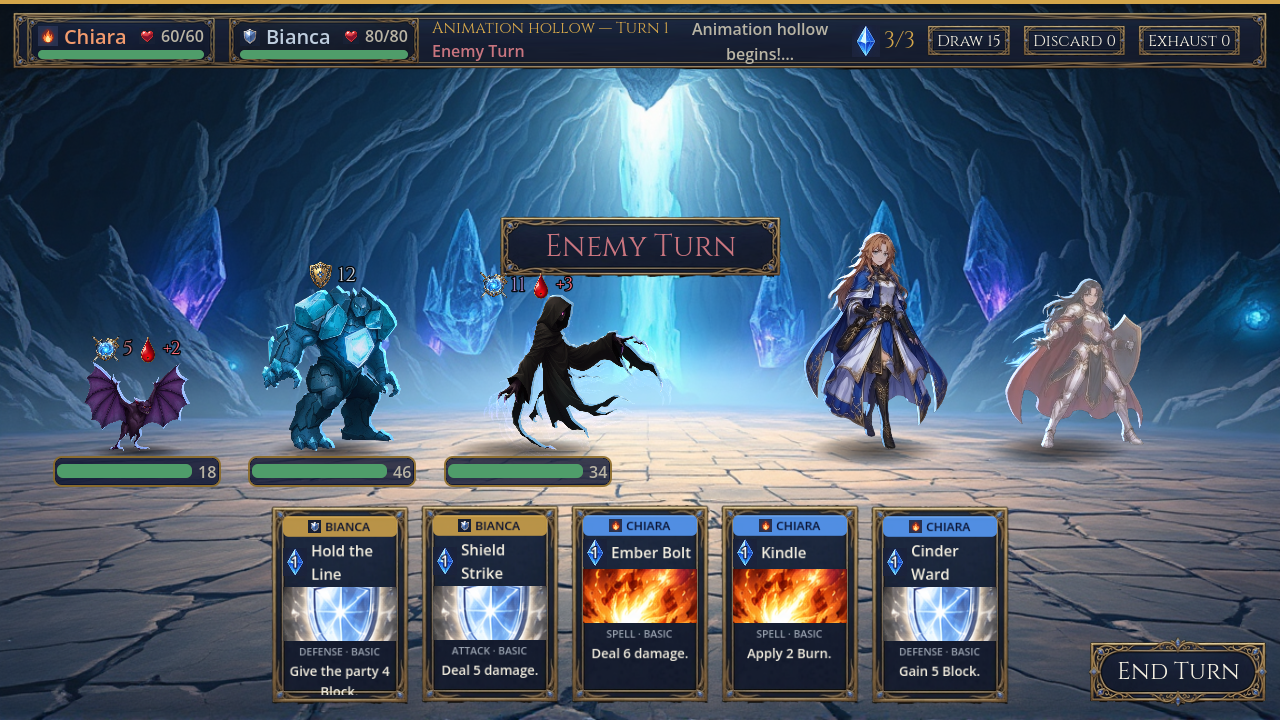 Chiara 60/60
Bianca 80/80
Animation hollow — Turn 1
Enemy Turn
Animation hollow
begins!...
3/3
Draw 15
Discard 0
Exhaust 0
Enemy Turn
12
11 +3
5 +2
18
46
34
BIANCA
1 Hold the
Line
DEFENSE · BASIC
Give the party 4
Block.
BIANCA
1 Shield
Strike
ATTACK · BASIC
Deal 5 damage.
CHIARA
1 Ember Bolt
SPELL · BASIC
Deal 6 damage.
CHIARA
1 Kindle
SPELL · BASIC
Apply 2 Burn.
CHIARA
1 Cinder
Ward
DEFENSE · BASIC
Gain 5 Block.
End Turn